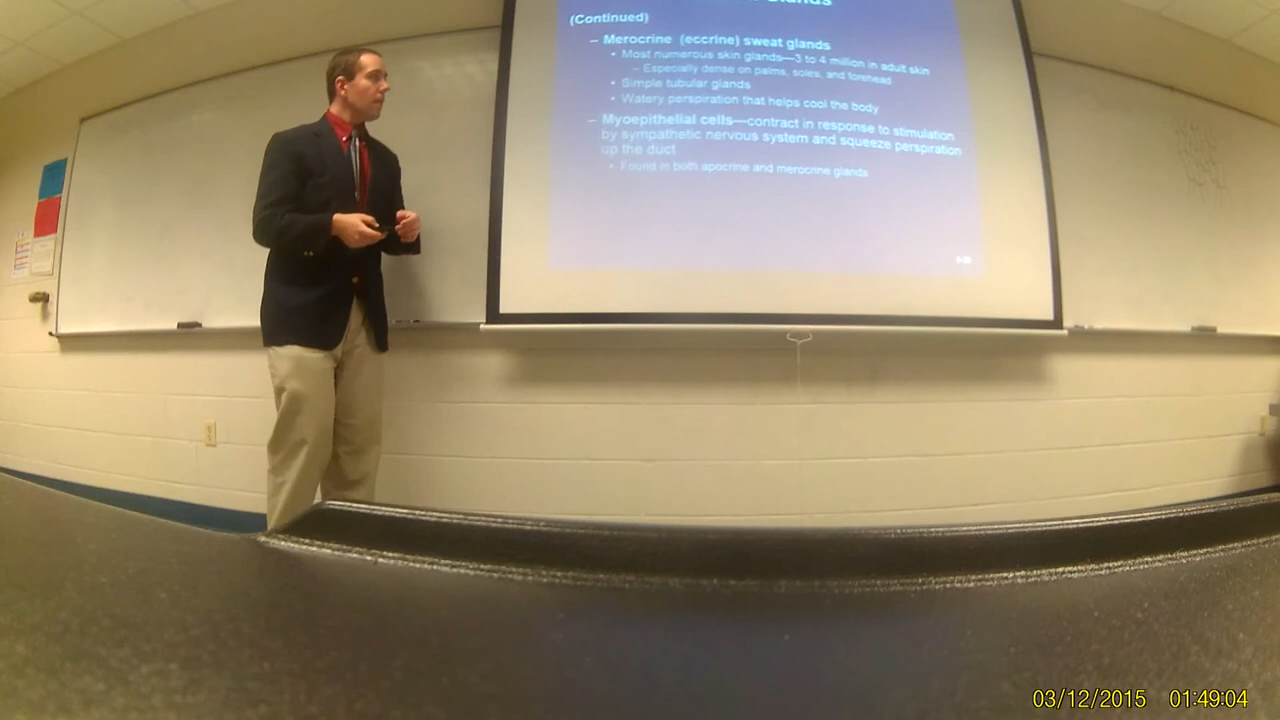 Glands
(Continued)
– Merocrine (eccrine) sweat glands
• Most numerous skin glands—3 to 4 million in adult skin
– Especially dense on palms, soles, and forehead
• Simple tubular glands
• Watery perspiration that helps cool the body
– Myoepithelial cells—contract in response to stimulation
by sympathetic nervous system and squeeze perspiration
up the duct
• Found in both apocrine and merocrine glands
03/12/2015 01:49:04